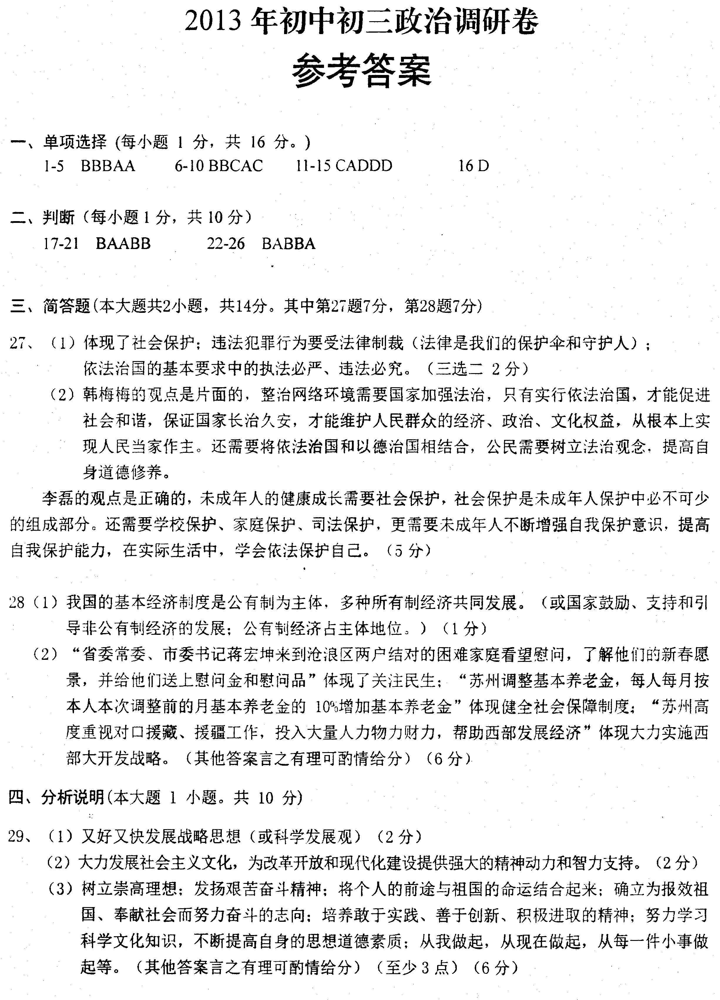 2013 年初中初三政治调研卷
参考答案
一、单项选择 (每小题 1 分，共 16 分。)
1-5 BBBAA 6-10 BBCAC 11-15 CADDD 16 D
二、判断（每小题 1 分，共 10 分）
17-21 BAABB 22-26 BABBA
三、简答题(本大题共2小题，共14分。其中第27题7分，第28题7分)
27、（1）体现了社会保护；违法犯罪行为要受法律制裁（法律是我们的保护伞和守护人）；
依法治国的基本要求中的执法必严、违法必究。（三选二 2 分）
（2）韩梅梅的观点是片面的，整治网络环境需要国家加强法治，只有实行依法治国，才能促进
社会和谐，保证国家长治久安，才能维护人民群众的经济、政治、文化权益，从根本上实
现人民当家作主。还需要将依法治国和以德治国相结合，公民需要树立法治观念，提高自
身道德修养。
李磊的观点是正确的，未成年人的健康成长需要社会保护，社会保护是未成年人保护中必不可少
的组成部分。还需要学校保护、家庭保护、司法保护，更需要未成年人不断增强自我保护意识，提高
自我保护能力，在实际生活中，学会依法保护自己。（5 分）
28（1）我国的基本经济制度是公有制为主体，多种所有制经济共同发展。（或国家鼓励、支持和引
导非公有制经济的发展；公有制经济占主体地位。）（1 分）
（2）“省委常委、市委书记蒋宏坤来到沧浪区两户结对的困难家庭看望慰问，了解他们的新春愿
景，并给他们送上慰问金和慰问品”体现了关注民生；“苏州调整基本养老金，每人每月按
本人本次调整前的月基本养老金的 10%增加基本养老金”体现健全社会保障制度；“苏州高
度重视对口援藏、援疆工作，投入大量人力物力财力，帮助西部发展经济”体现大力实施西
部大开发战略。（其他答案言之有理可酌情给分）（6 分）
四、分析说明(本大题 1 小题。共 10 分)
29、（1）又好又快发展战略思想（或科学发展观）（2 分）
（2）大力发展社会主义文化，为改革开放和现代化建设提供强大的精神动力和智力支持。（2 分）
（3）树立崇高理想；发扬艰苦奋斗精神；将个人的前途与祖国的命运结合起来；确立为报效祖
国、奉献社会而努力奋斗的志向；培养敢于实践、善于创新、积极进取的精神；努力学习
科学文化知识，不断提高自身的思想道德素质；从我做起，从现在做起，从每一件小事做
起等。（其他答案言之有理可酌情给分）（至少 3 点）（6 分）